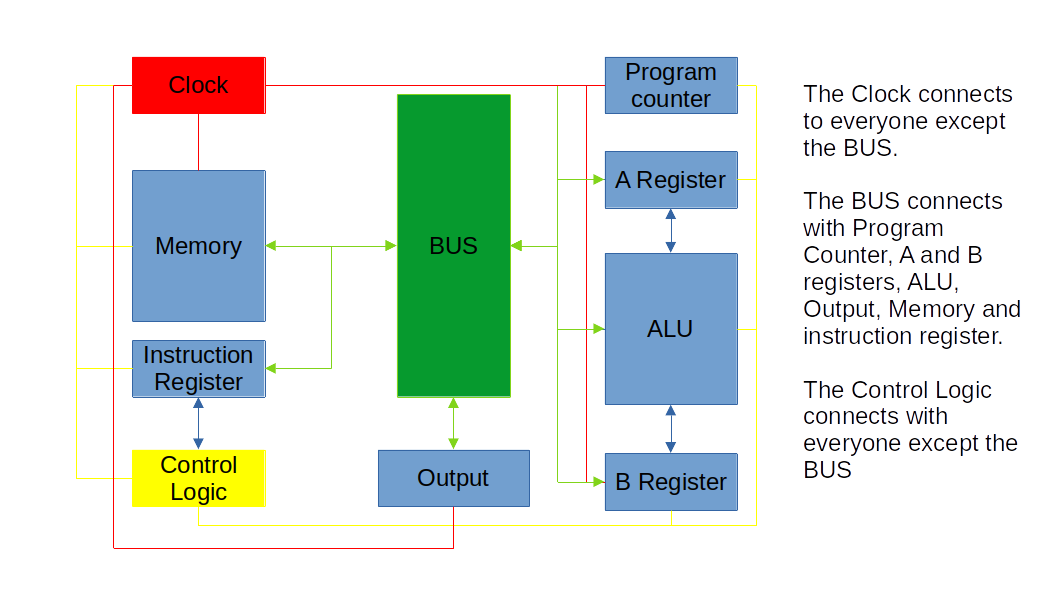 Clock
Program
counter
A Register
Memory
BUS
ALU
Instruction
Register
Control
Logic
Output
B Register
The Clock connects
to everyone except
the BUS.
The BUS connects
with Program
Counter, A and B
registers, ALU,
Output, Memory and
instruction register.
The Control Logic
connects with
everyone except the
BUS